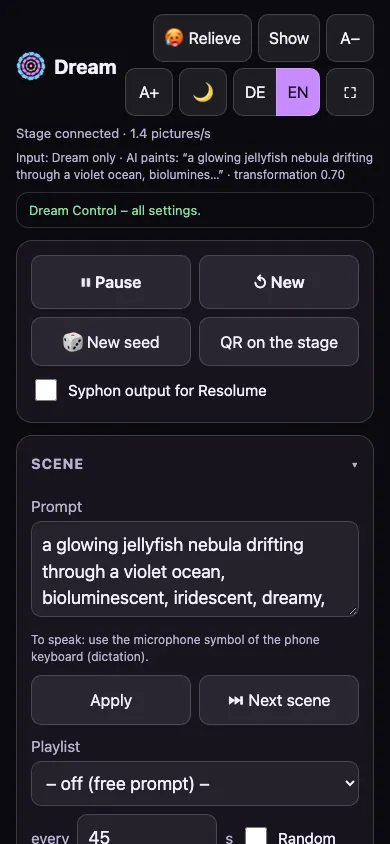 🥵 Relieve
Show
A–
Dream
A+
🌙
DE
EN
Stage connected · 1.4 pictures/s
Input: Dream only · AI paints: “a glowing jellyfish nebula drifting
through a violet ocean, biolumines…” · transformation 0.70
Dream Control – all settings.
⏸ Pause
↺ New
🎲 New seed
QR on the stage
Syphon output for Resolume
SCENE
Prompt
a glowing jellyfish nebula drifting
through a violet ocean,
bioluminescent, iridescent, dreamy,
To speak: use the microphone symbol of the phone
keyboard (dictation).
Apply
⏭ Next scene
Playlist
– off (free prompt) –
every
45
s
Random